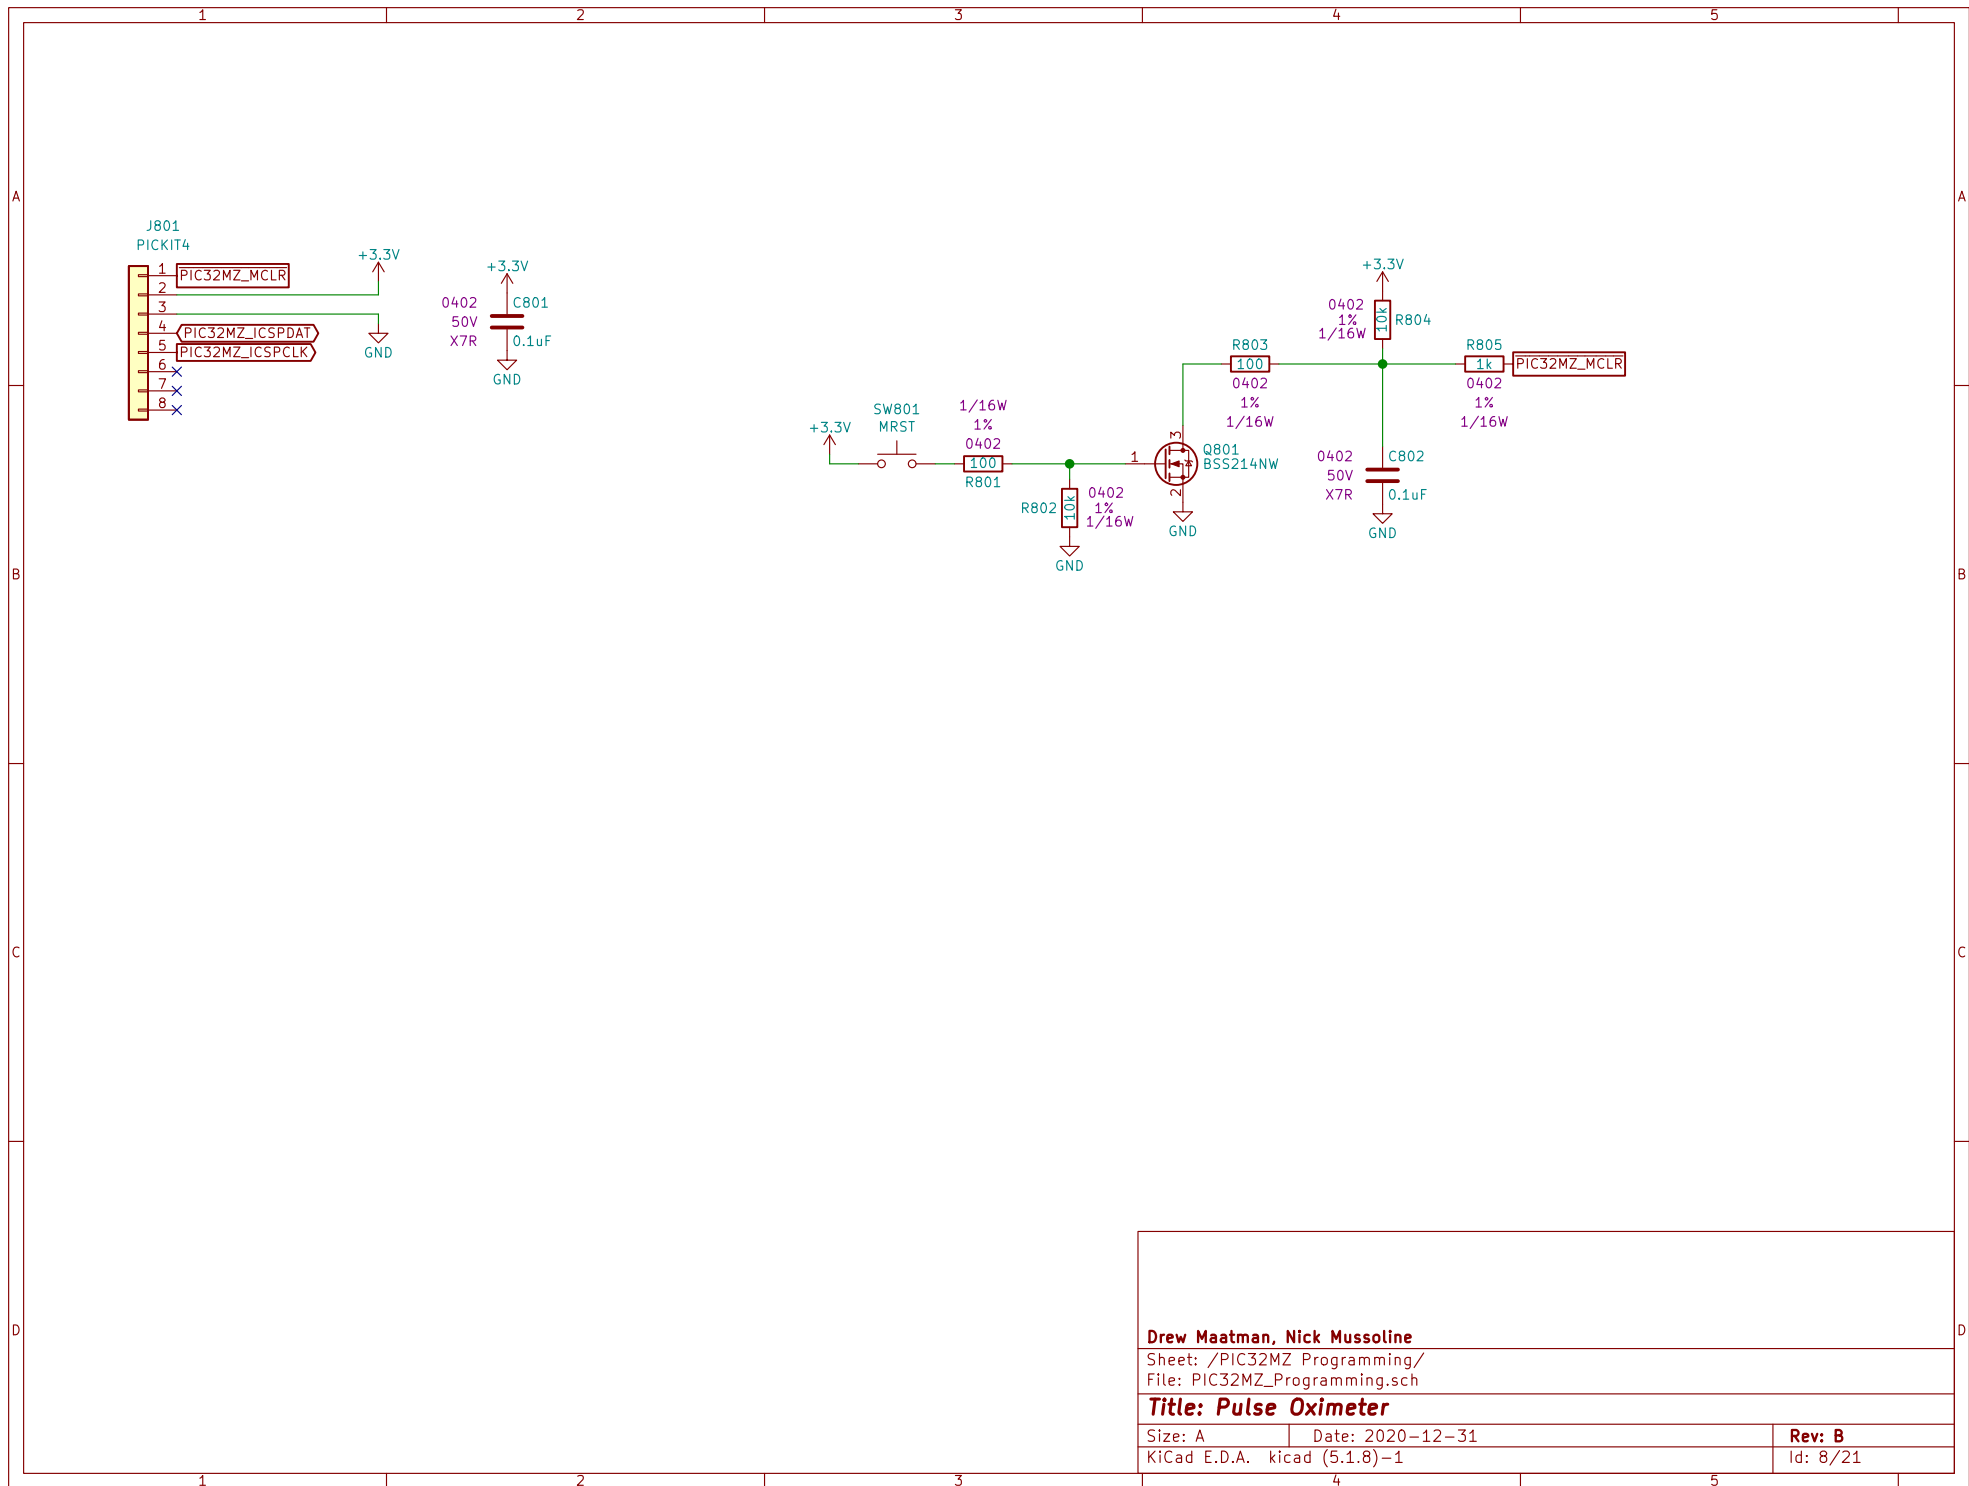 1 2 3 4 5
A A
J801
PICKIT4
1 PIC32MZ_MCLR
2
3
4 PIC32MZ_ICSPDAT
5 PIC32MZ_ICSPCLK
6
7
8
+3.3V
GND
+3.3V
0402 C801
50V
X7R 0.1uF
GND
+3.3V
SW801
MRST
1/16W
1%
0402
100
R801
R802 10k
0402
1%
1/16W
GND
1
3
2
Q801
BSS214NW
GND
R803
100
0402
1%
1/16W
+3.3V
0402
1%
1/16W
10k R804
R805
1k PIC32MZ_MCLR
0402
1%
1/16W
0402 C802
50V
X7R 0.1uF
GND
B B
C C
D D
Drew Maatman, Nick Mussoline
Sheet: /PIC32MZ Programming/
File: PIC32MZ_Programming.sch
Title: Pulse Oximeter
Size: A Date: 2020-12-31 Rev: B
KiCad E.D.A. kicad (5.1.8)-1 Id: 8/21
1 2 3 4 5